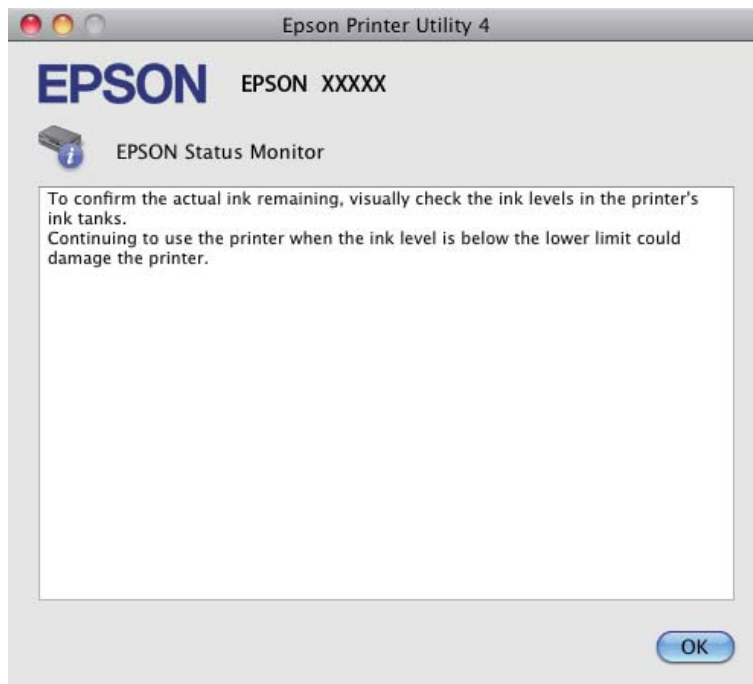 Epson Printer Utility 4
EPSON EPSON XXXXX
i EPSON Status Monitor
To confirm the actual ink remaining, visually check the ink levels in the printer's
ink tanks.
Continuing to use the printer when the ink level is below the lower limit could
damage the printer.
OK